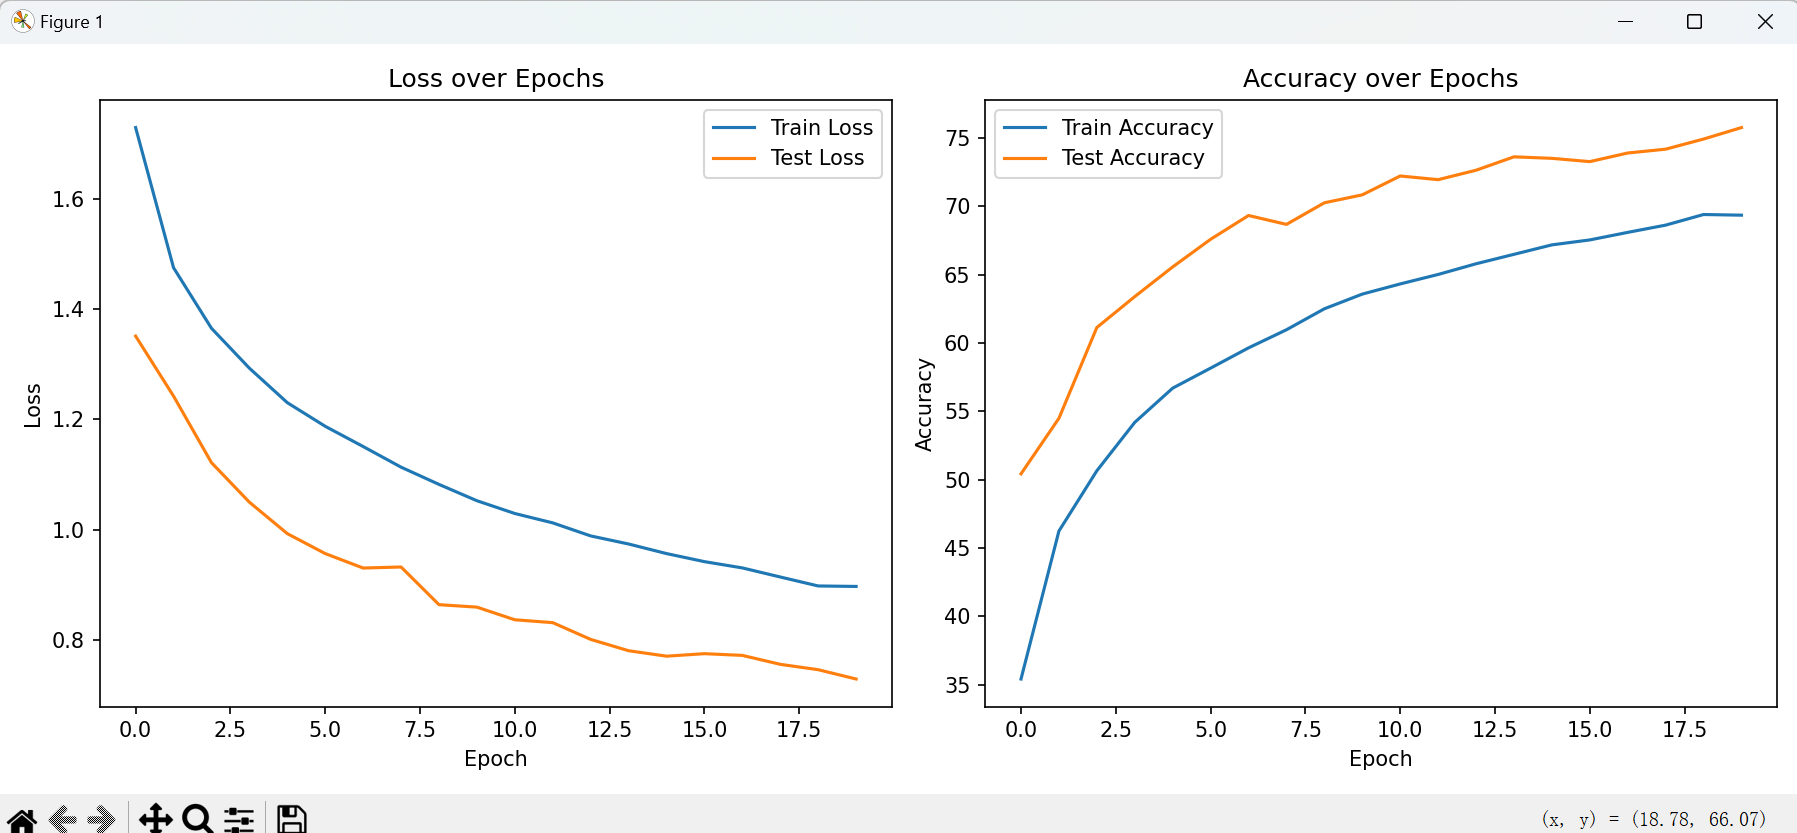 Figure 1
Loss over Epochs
Train Loss
Test Loss
1.6
1.4
1.2
1.0
0.8
Loss
0.0 2.5 5.0 7.5 10.0 12.5 15.0 17.5
Epoch
Accuracy over Epochs
Train Accuracy
Test Accuracy
75
70
65
60
55
50
45
40
35
Accuracy
0.0 2.5 5.0 7.5 10.0 12.5 15.0 17.5
Epoch
(x, y) = (18.78, 66.07)